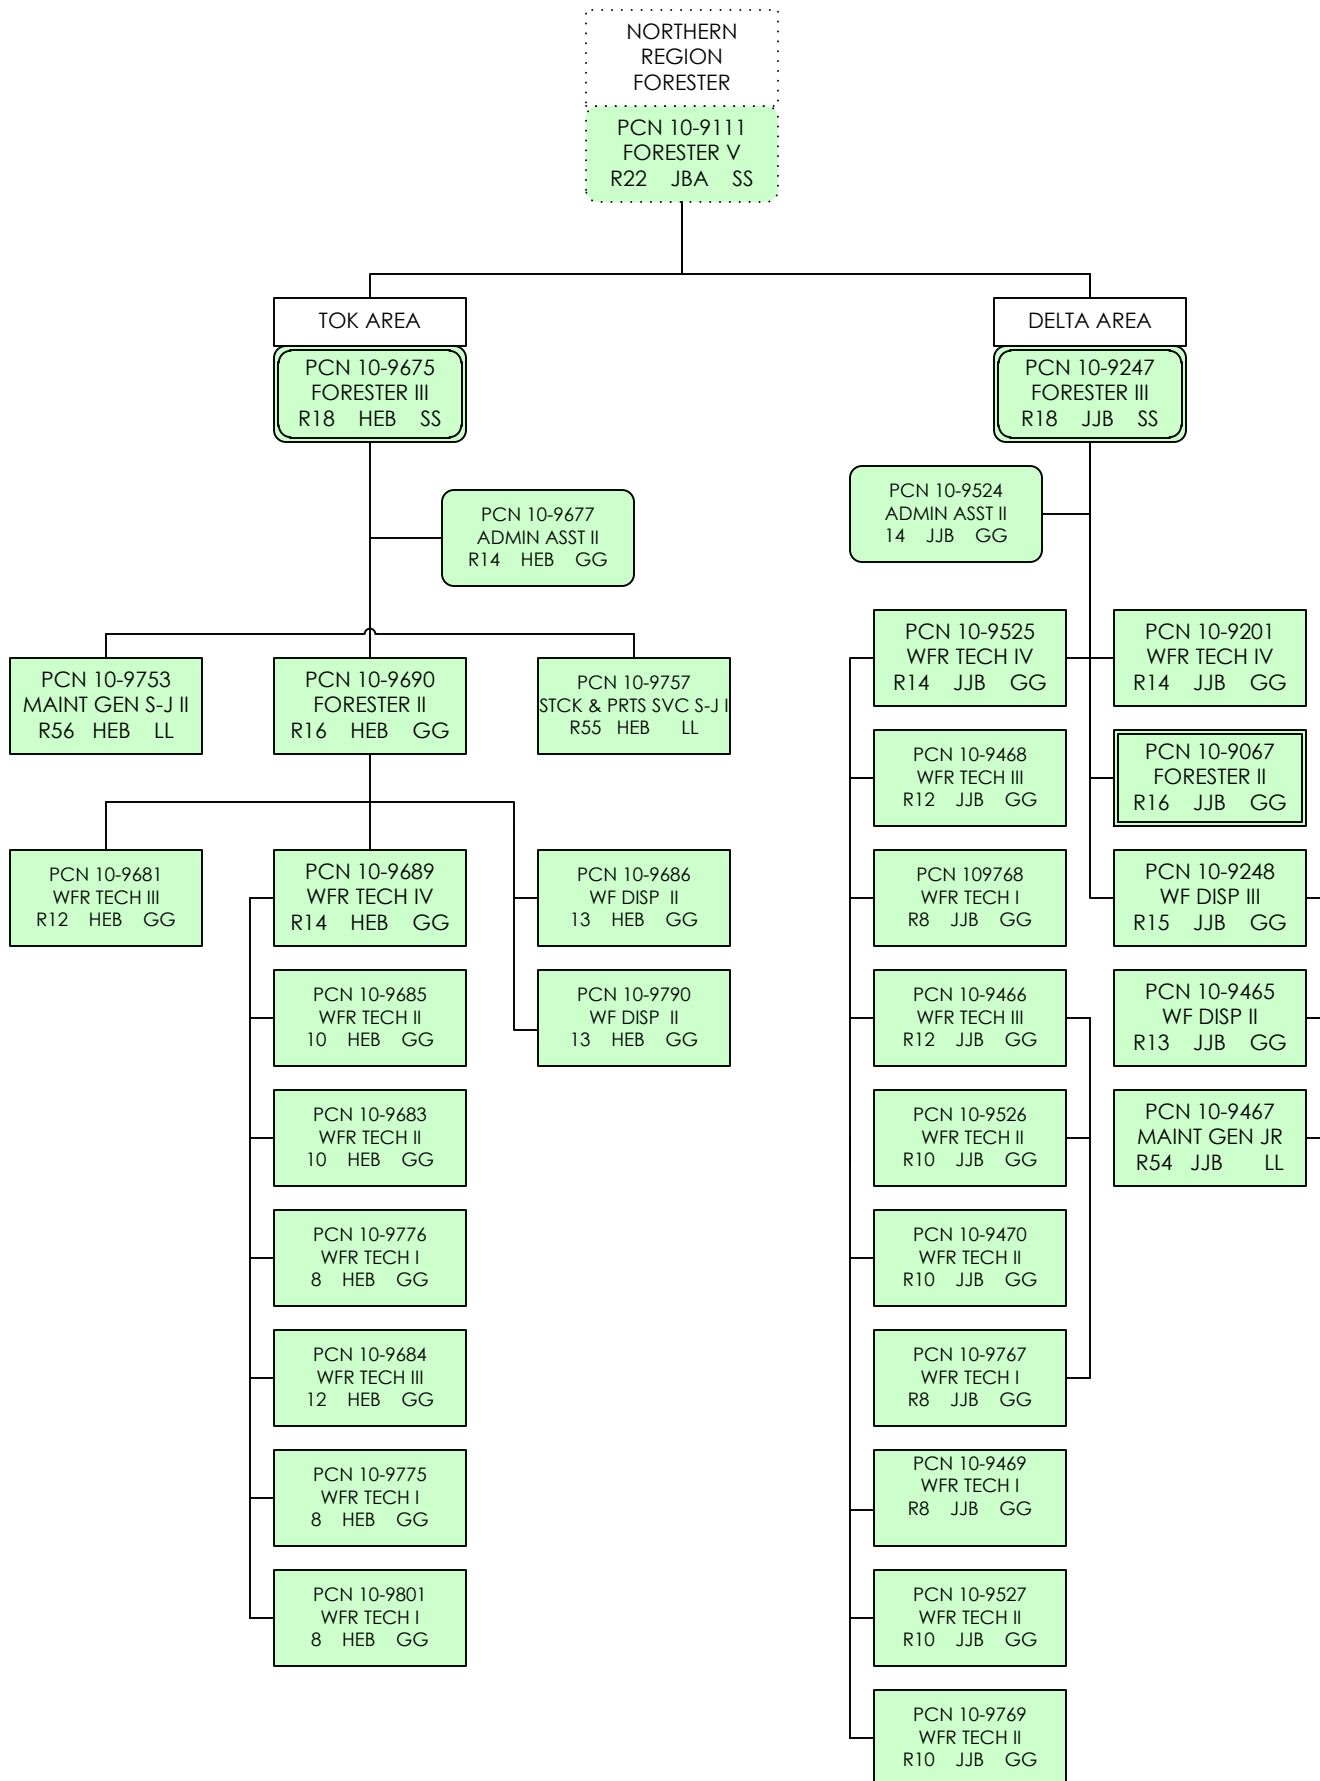 NORTHERN
REGION
FORESTER
PCN 10-9111
FORESTER V
R22 JBA SS
TOK AREA
PCN 10-9675
FORESTER III
R18 HEB SS
PCN 10-9677
ADMIN ASST II
R14 HEB GG
PCN 10-9753
MAINT GEN S-J II
R56 HEB LL
PCN 10-9690
FORESTER II
R16 HEB GG
PCN 10-9757
STCK & PRTS SVC S-J I
R55 HEB LL
PCN 10-9681
WFR TECH III
R12 HEB GG
PCN 10-9689
WFR TECH IV
R14 HEB GG
PCN 10-9686
WF DISP II
13 HEB GG
PCN 10-9790
WF DISP II
13 HEB GG
PCN 10-9685
WFR TECH II
10 HEB GG
PCN 10-9683
WFR TECH II
10 HEB GG
PCN 10-9776
WFR TECH I
8 HEB GG
PCN 10-9684
WFR TECH III
12 HEB GG
PCN 10-9775
WFR TECH I
8 HEB GG
PCN 10-9801
WFR TECH I
8 HEB GG
DELTA AREA
PCN 10-9247
FORESTER III
R18 JJB SS
PCN 10-9524
ADMIN ASST II
14 JJB GG
PCN 10-9525
WFR TECH IV
R14 JJB GG
PCN 10-9201
WFR TECH IV
R14 JJB GG
PCN 10-9468
WFR TECH III
R12 JJB GG
PCN 10-9067
FORESTER II
R16 JJB GG
PCN 109768
WFR TECH I
R8 JJB GG
PCN 10-9248
WF DISP III
R15 JJB GG
PCN 10-9466
WFR TECH III
R12 JJB GG
PCN 10-9465
WF DISP II
R13 JJB GG
PCN 10-9526
WFR TECH II
R10 JJB GG
PCN 10-9467
MAINT GEN JR
R54 JJB LL
PCN 10-9470
WFR TECH II
R10 JJB GG
PCN 10-9767
WFR TECH I
R8 JJB GG
PCN 10-9469
WFR TECH I
R8 JJB GG
PCN 10-9527
WFR TECH II
R10 JJB GG
PCN 10-9769
WFR TECH II
R10 JJB GG